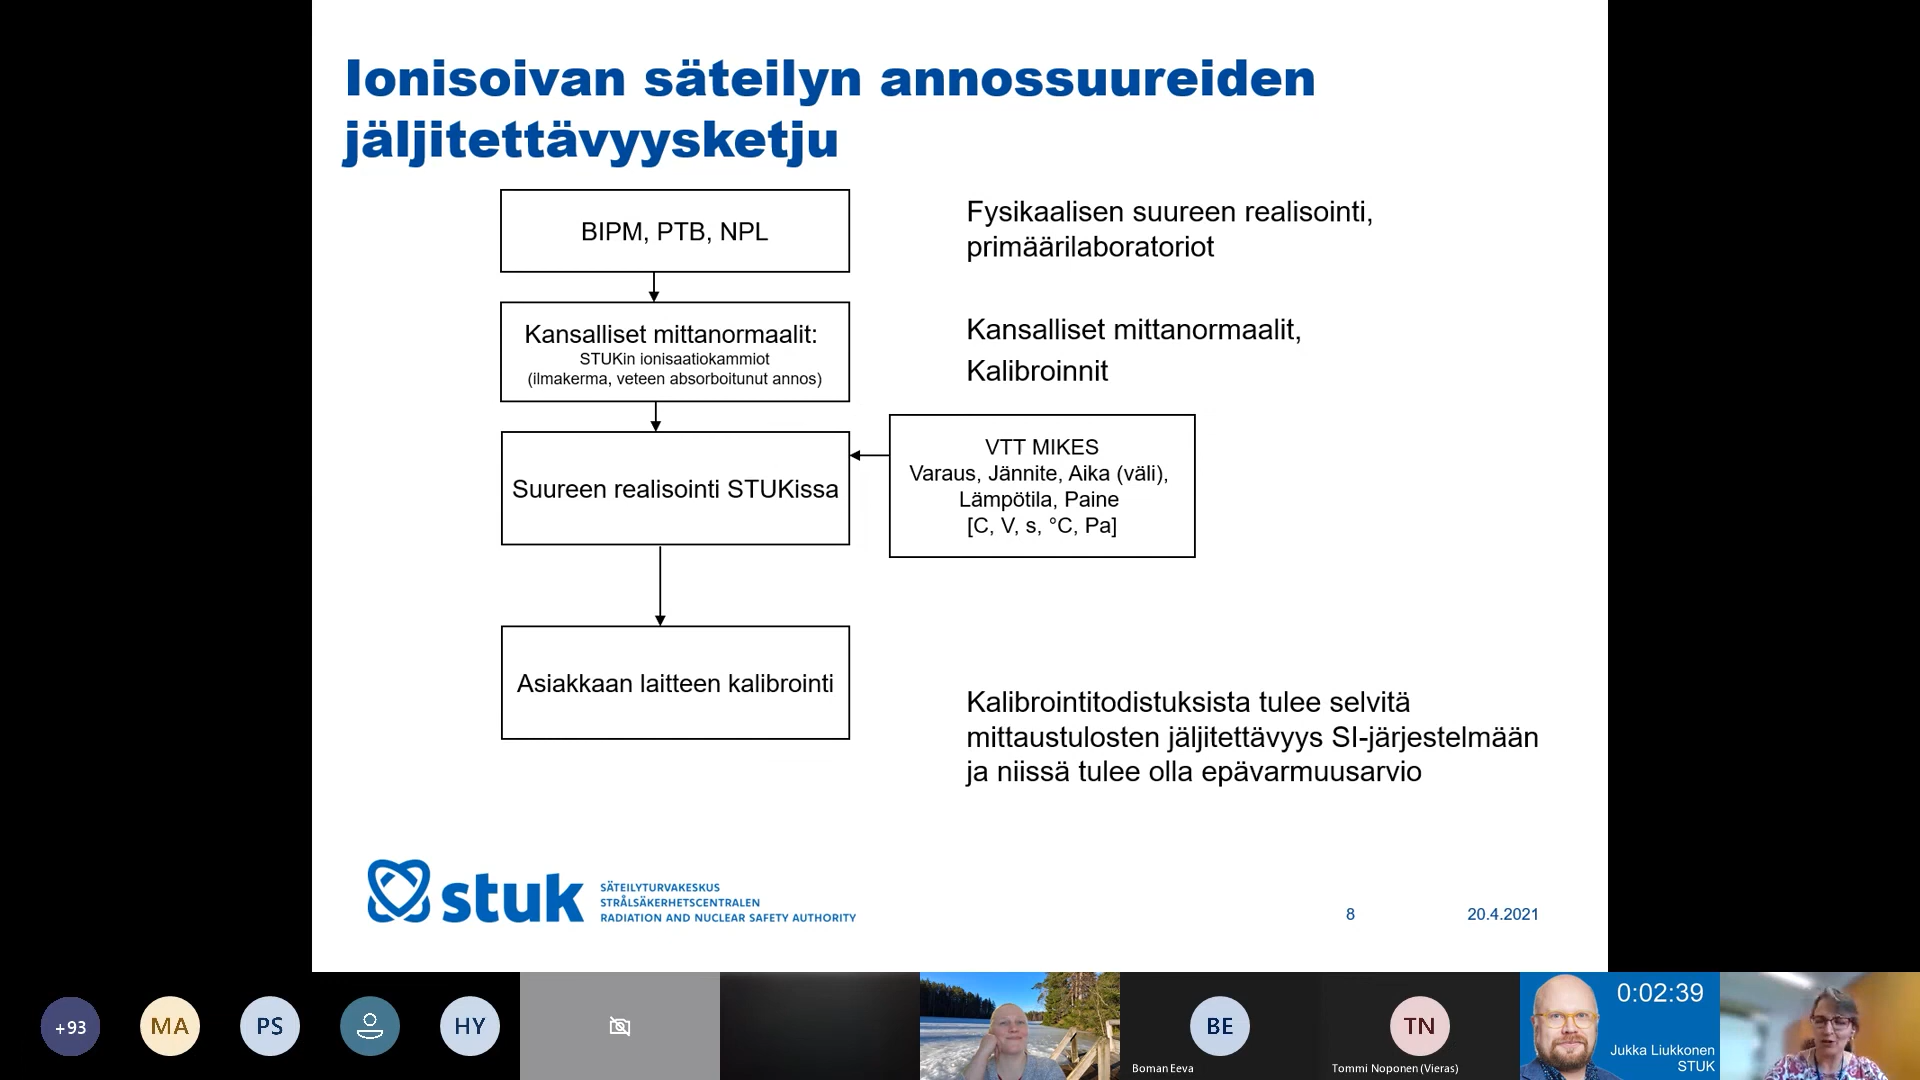 Ionisoivan säteilyn annossuureiden
jäljitettävyysketju
BIPM, PTB, NPL
Fysikaalisen suureen realisointi,
primäärilaboratoriot
Kansalliset mittanormaalit:
STUKin ionisaatiokammiot
(ilmakerma, veteen absorboitunut annos)
Kansalliset mittanormaalit,
Kalibroinnit
Suureen realisointi STUKissa
VTT MIKES
Varaus, Jännite, Aika (väli),
Lämpötila, Paine
[C, V, s, °C, Pa]
Asiakkaan laitteen kalibrointi
Kalibrointitodistuksista tulee selvitä
mittaustulosten jäljitettävyys SI-järjestelmään
ja niissä tulee olla epävarmuusarvio
stuk
SÄTEILYTURVAKESKUS
STRÅLSÄKERHETSCENTRALEN
RADIATION AND NUCLEAR SAFETY AUTHORITY
8
20.4.2021
+93
MA
PS
HY
BE
Boman Eeva
TN
Tommi Noponen (Vieras)
0:02:39
Jukka Liukkonen
STUK